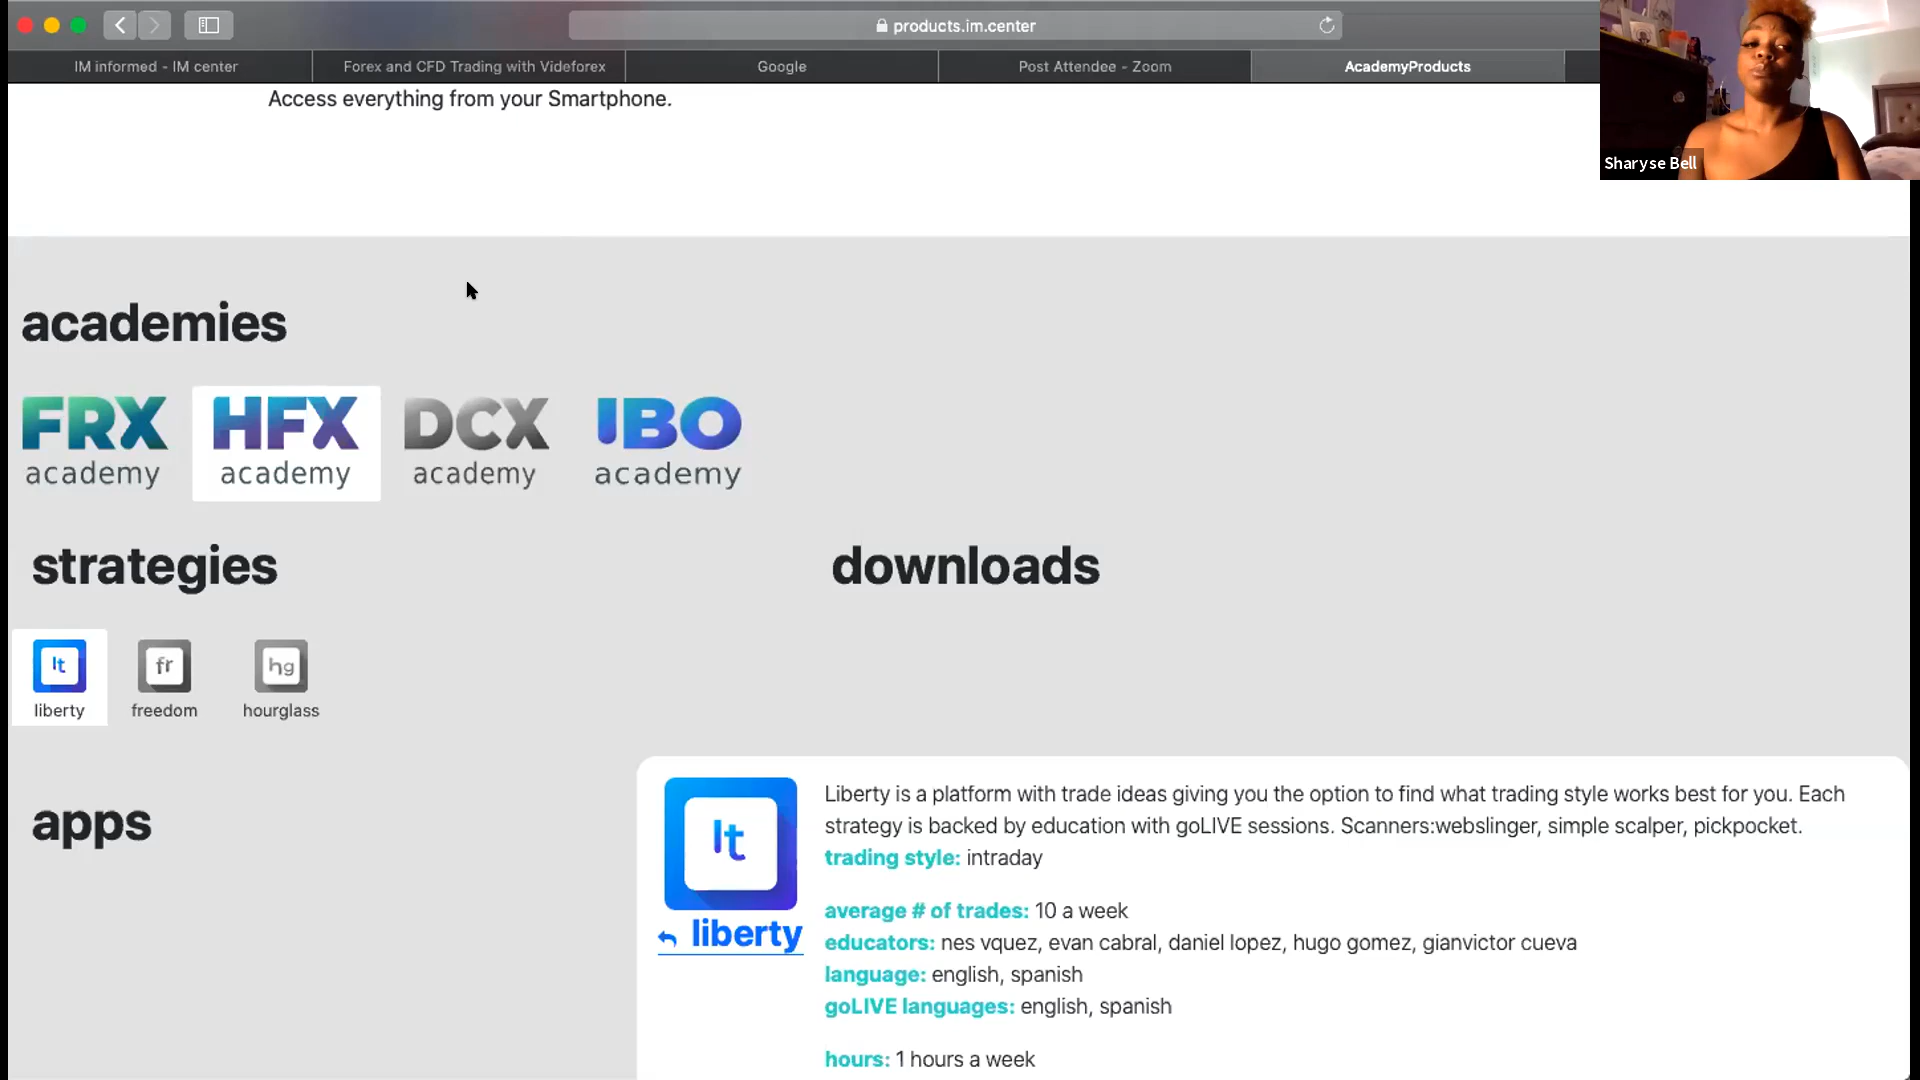 products.im.center
IM informed - IM center
Forex and CFD Trading with Videforex
Google
Post Attendee - Zoom
AcademyProducts
Access everything from your Smartphone.
Sharyse Bell
academies
FRX
academy
HFX
academy
DCX
academy
IBO
academy
strategies
downloads
lt
fr
hg
liberty
freedom
hourglass
apps
lt
liberty
Liberty is a platform with trade ideas giving you the option to find what trading style works best for you. Each
strategy is backed by education with goLIVE sessions. Scanners:webslinger, simple scalper, pickpocket.
trading style: intraday
average # of trades: 10 a week
educators: nes vquez, evan cabral, daniel lopez, hugo gomez, gianvictor cueva
language: english, spanish
goLIVE languages: english, spanish
hours: 1 hours a week